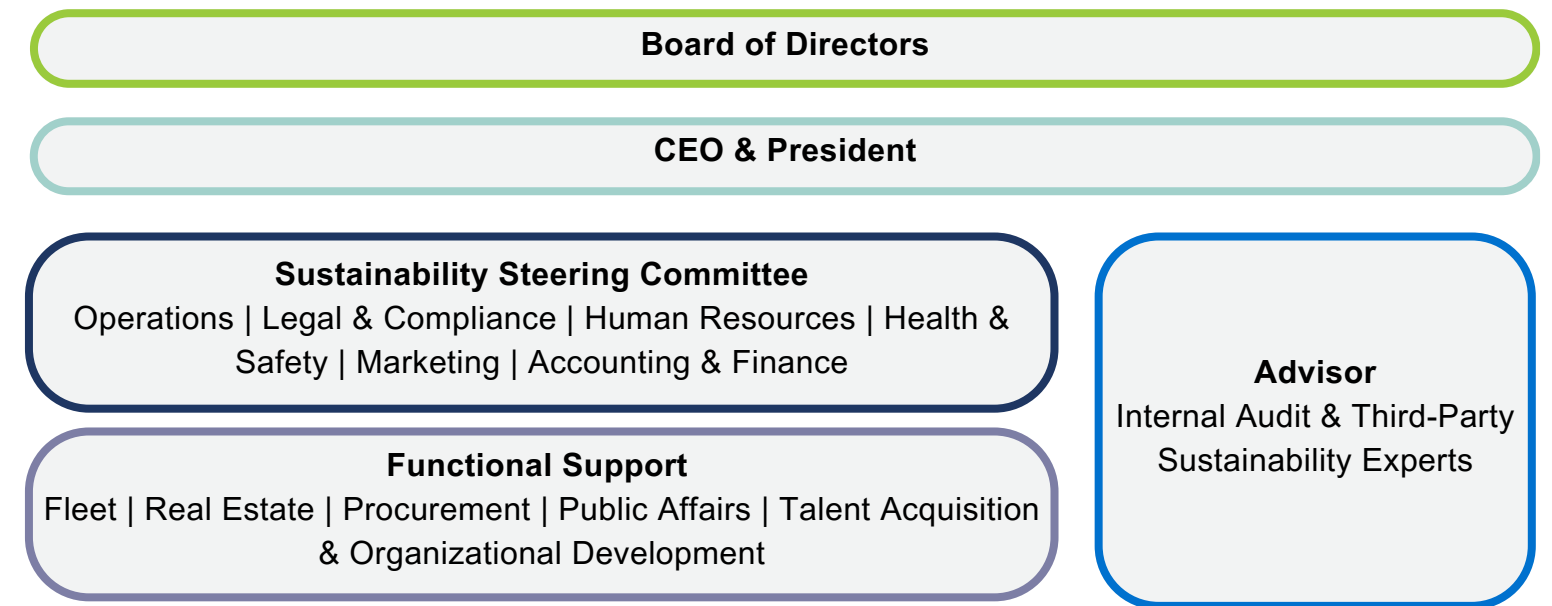 Board of Directors
CEO & President
Sustainability Steering Committee
Operations | Legal & Compliance | Human Resources | Health &
Safety | Marketing | Accounting & Finance
Functional Support
Fleet | Real Estate | Procurement | Public Affairs | Talent Acquisition
& Organizational Development
Advisor
Internal Audit & Third-Party
Sustainability Experts